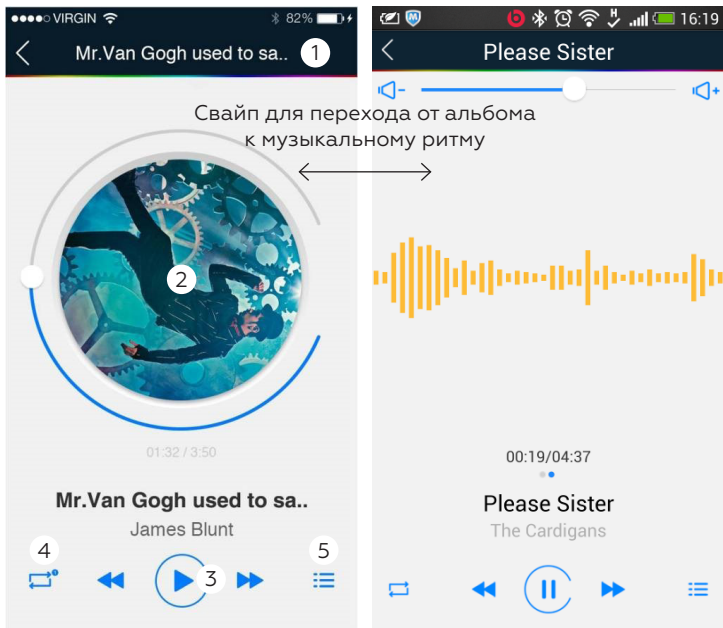 VIRGIN
82%
Mr.Van Gogh used to sa..
1
16:19
Please Sister
Свайп для перехода от альбома
к музыкальному ритму
2
01:32 / 3:50
Mr.Van Gogh used to sa..
James Blunt
4
3
5
00:19/04:37
Please Sister
The Cardigans